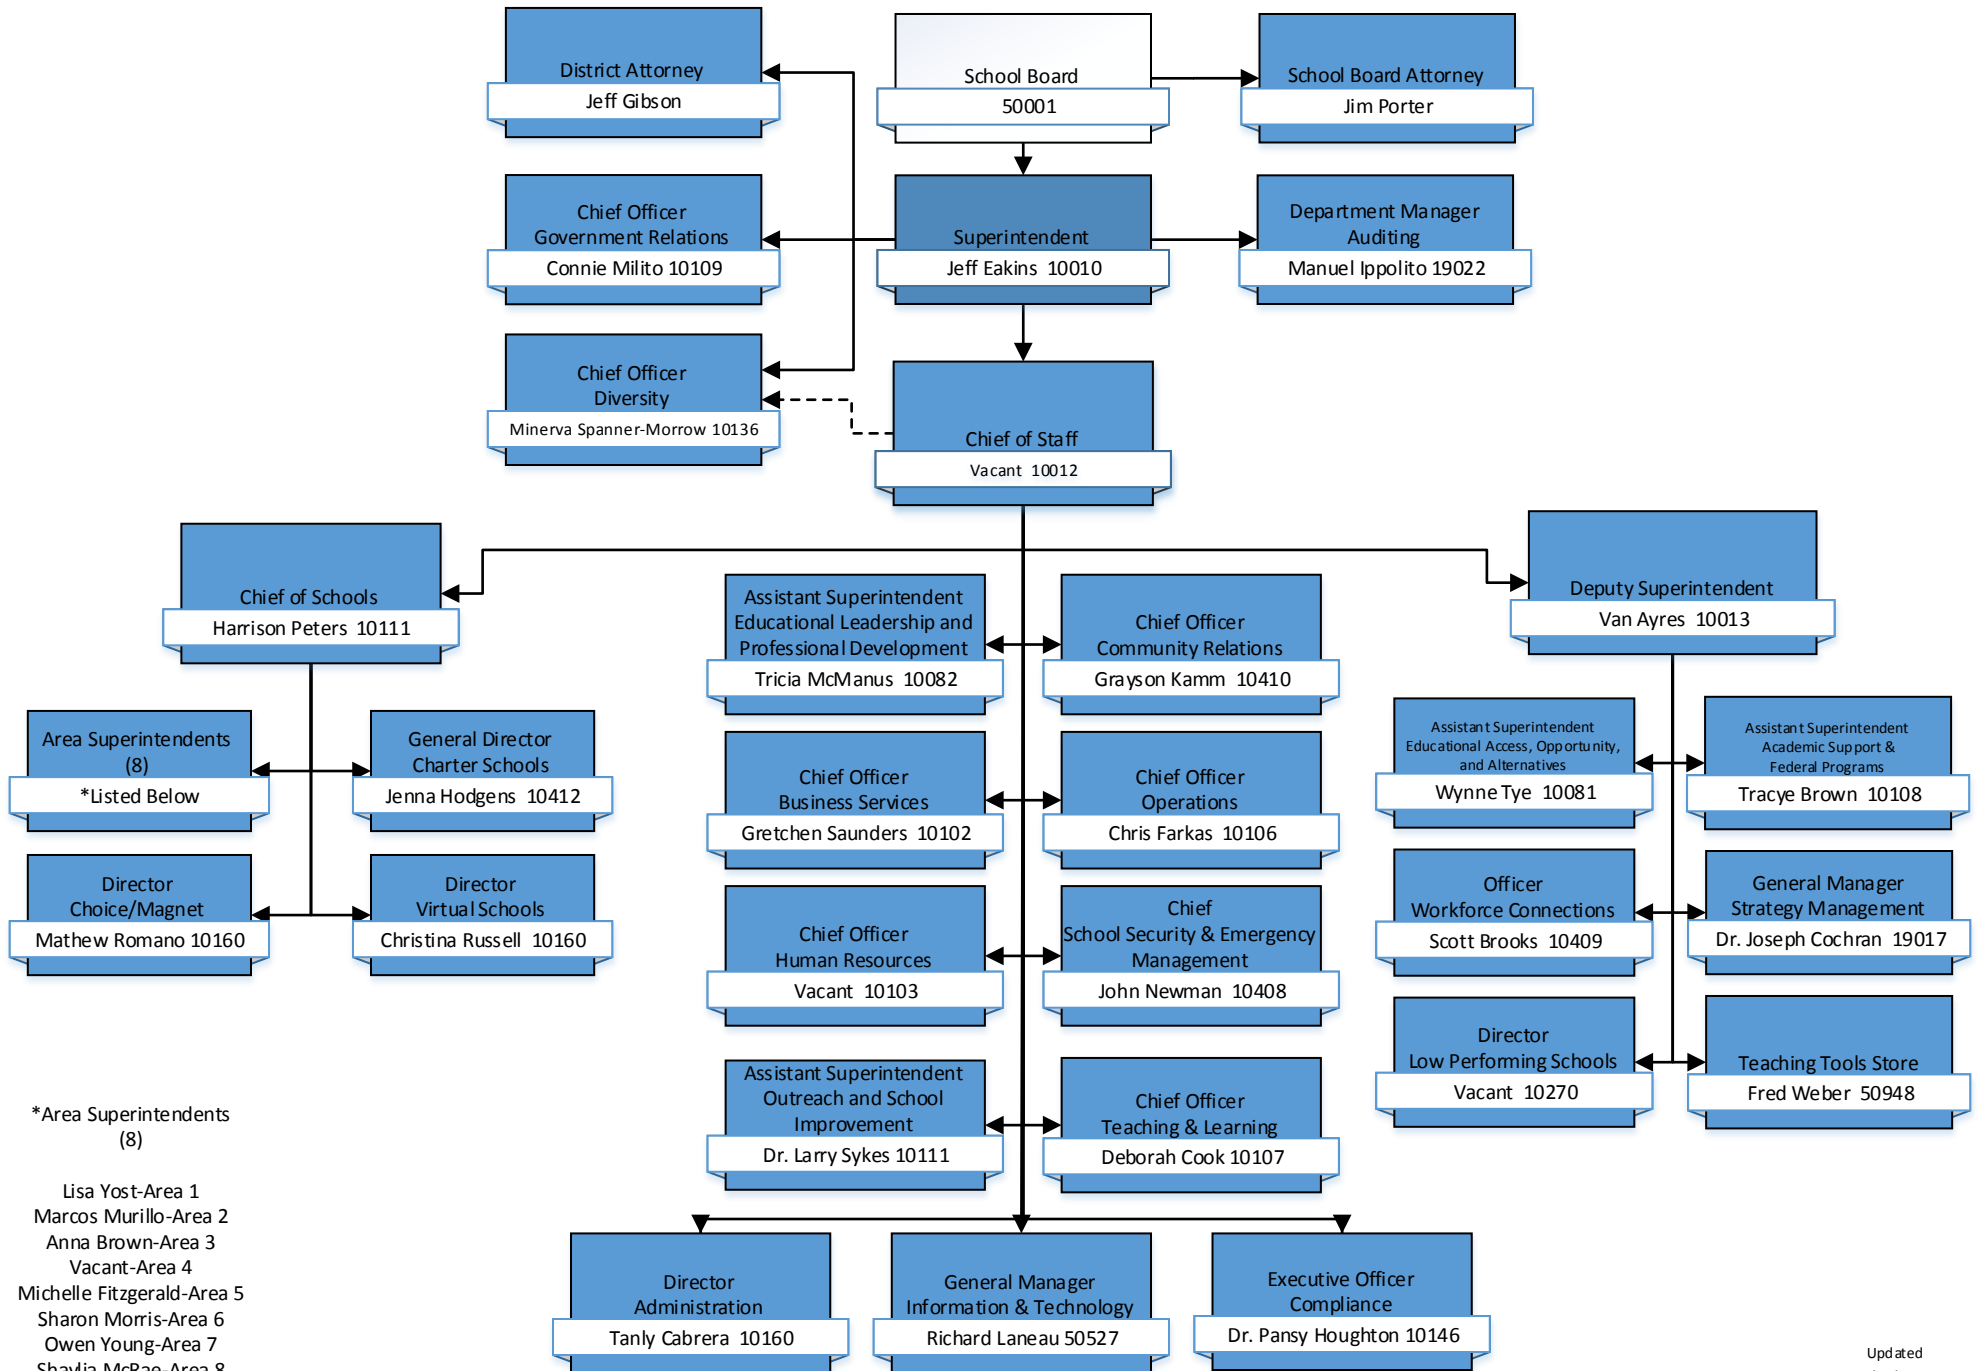 District Attorney
Jeff Gibson
School Board
50001
School Board Attorney
Jim Porter
Chief Officer
Government Relations
Connie Milito 10109
Superintendent
Jeff Eakins 10010
Department Manager
Auditing
Manuel Ippolito 19022
Chief Officer
Diversity
Minerva Spanner-Morrow 10136
Chief of Staff
Vacant 10012
Chief of Schools
Harrison Peters 10111
Deputy Superintendent
Van Ayres 10013
Assistant Superintendent
Educational Leadership and
Professional Development
Tricia McManus 10082
Chief Officer
Community Relations
Grayson Kamm 10410
Area Superintendents
(8)
*Listed Below
General Director
Charter Schools
Jenna Hodgens 10412
Chief Officer
Business Services
Gretchen Saunders 10102
Chief Officer
Operations
Chris Farkas 10106
Assistant Superintendent
Educational Access, Opportunity,
and Alternatives
Wynne Tye 10081
Assistant Superintendent
Academic Support &
Federal Programs
Tracye Brown 10108
Director
Choice/Magnet
Mathew Romano 10160
Director
Virtual Schools
Christina Russell 10160
Chief Officer
Human Resources
Vacant 10103
Chief
School Security & Emergency
Management
John Newman 10408
Officer
Workforce Connections
Scott Brooks 10409
General Manager
Strategy Management
Dr. Joseph Cochran 19017
Assistant Superintendent
Outreach and School
Improvement
Dr. Larry Sykes 10111
Chief Officer
Teaching & Learning
Deborah Cook 10107
Director
Low Performing Schools
Vacant 10270
Teaching Tools Store
Fred Weber 50948
*Area Superintendents
(8)
Lisa Yost-Area 1
Marcos Murillo-Area 2
Anna Brown-Area 3
Vacant-Area 4
Michelle Fitzgerald-Area 5
Sharon Morris-Area 6
Owen Young-Area 7
Shaylia McRae-Area 8
Director
Administration
Tanly Cabrera 10160
General Manager
Information & Technology
Richard Laneau 50527
Executive Officer
Compliance
Dr. Pansy Houghton 10146
Updated